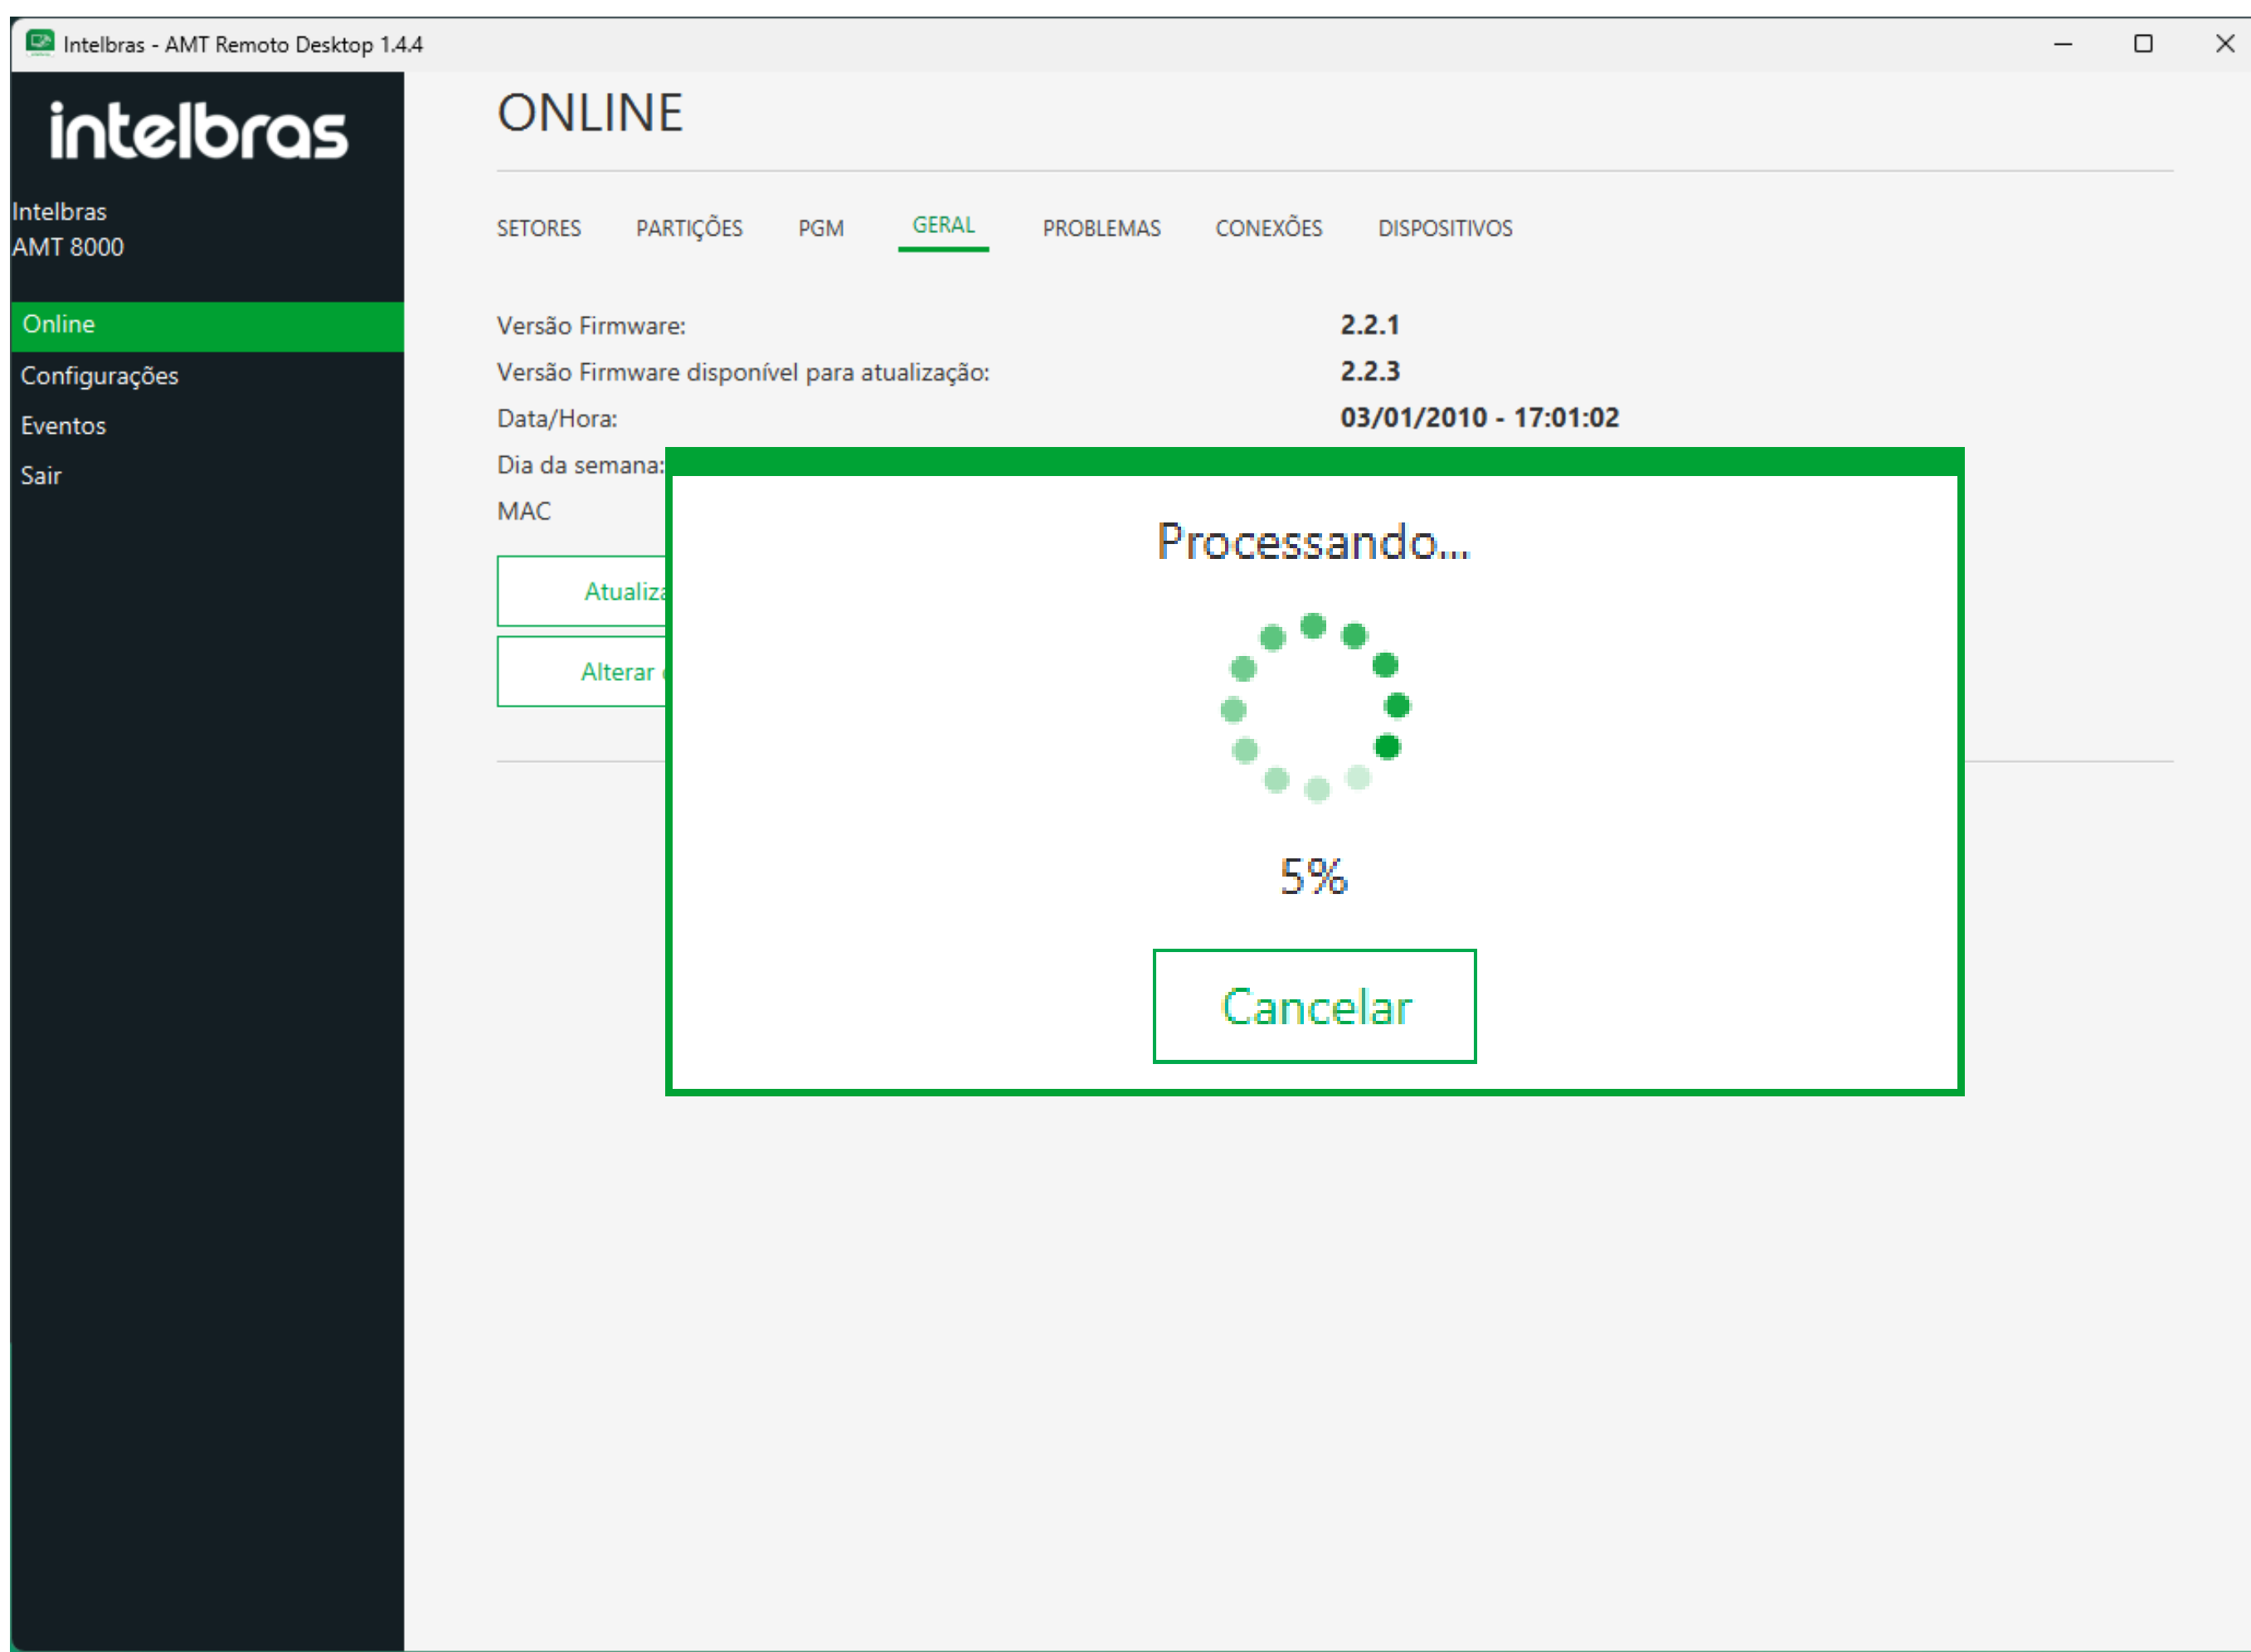 Intelbras - AMT Remoto Desktop 1.4.4
intelbras
Intelbras
AMT 8000
Online
Configurações
Eventos
Sair
ONLINE
SETORES PARTIÇÕES PGM GERAL PROBLEMAS CONEXÕES DISPOSITIVOS
Versão Firmware: 2.2.1
Versão Firmware disponível para atualização: 2.2.3
Data/Hora: 03/01/2010 - 17:01:02
Dia da semana:
MAC
Alterar
Processando...
5%
Cancelar